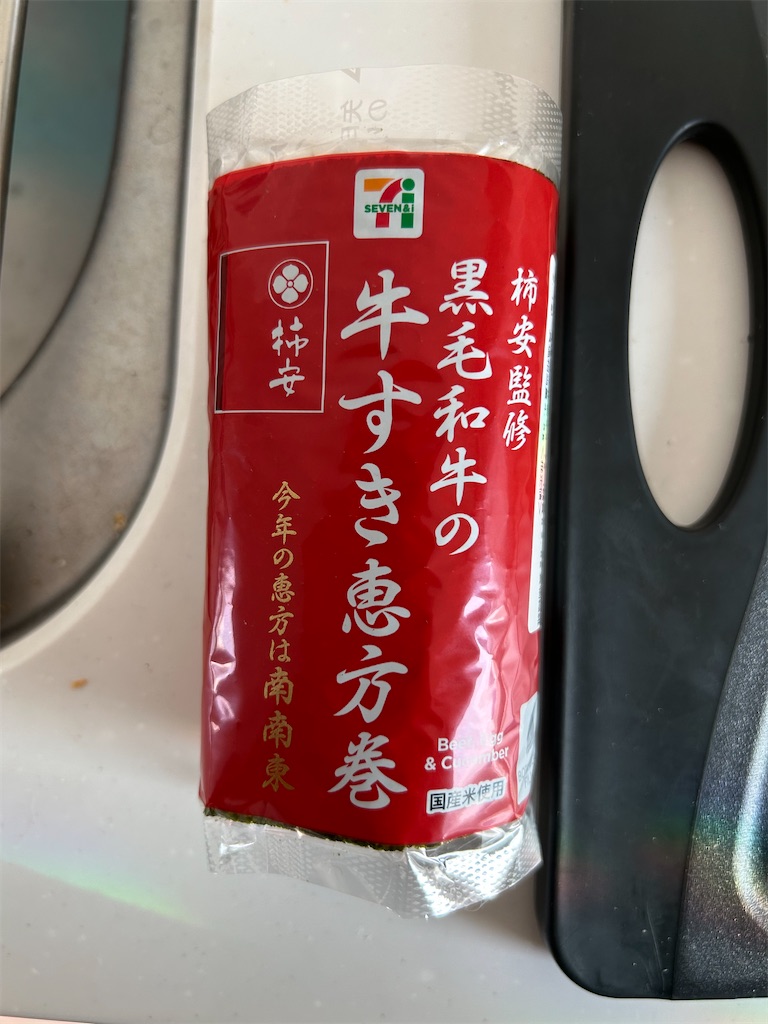 SEVEN&i
柿安監修
黒毛和牛の
牛すき恵方巻
柿安
今年の恵方は南南東
Beef, Egg
& Cucumber
国産米使用